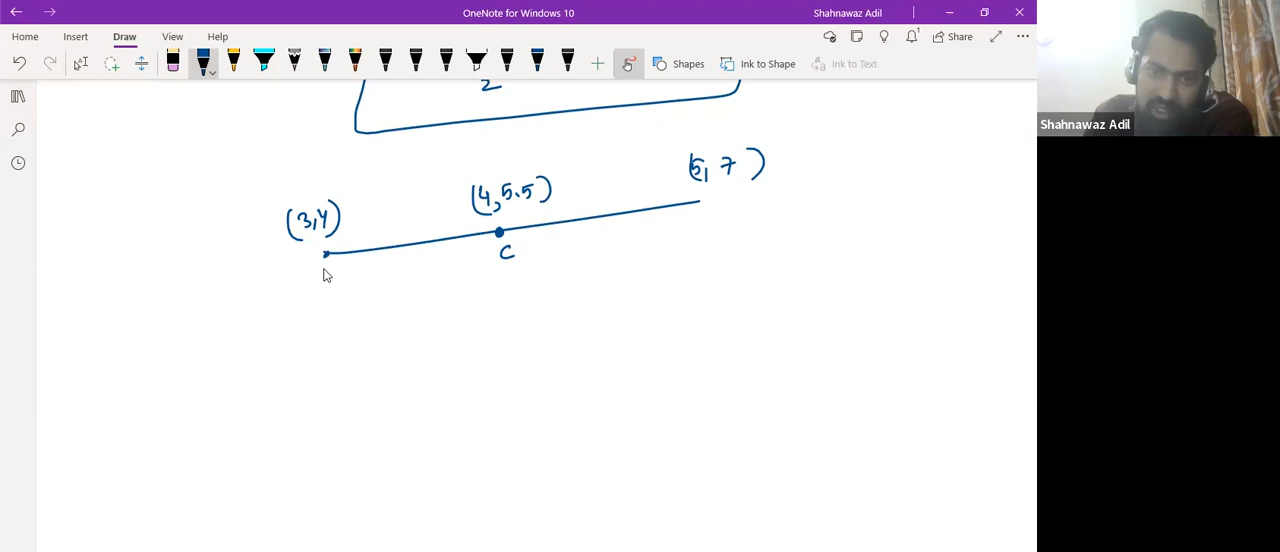 OneNote for Windows 10
Shahnawaz Adil
Home Insert Draw View Help
Share
Shapes Ink to Shape Ink to Text
Shahnawaz Adil
2
(5, 7 )
(4,5.5)
(3,4)
C